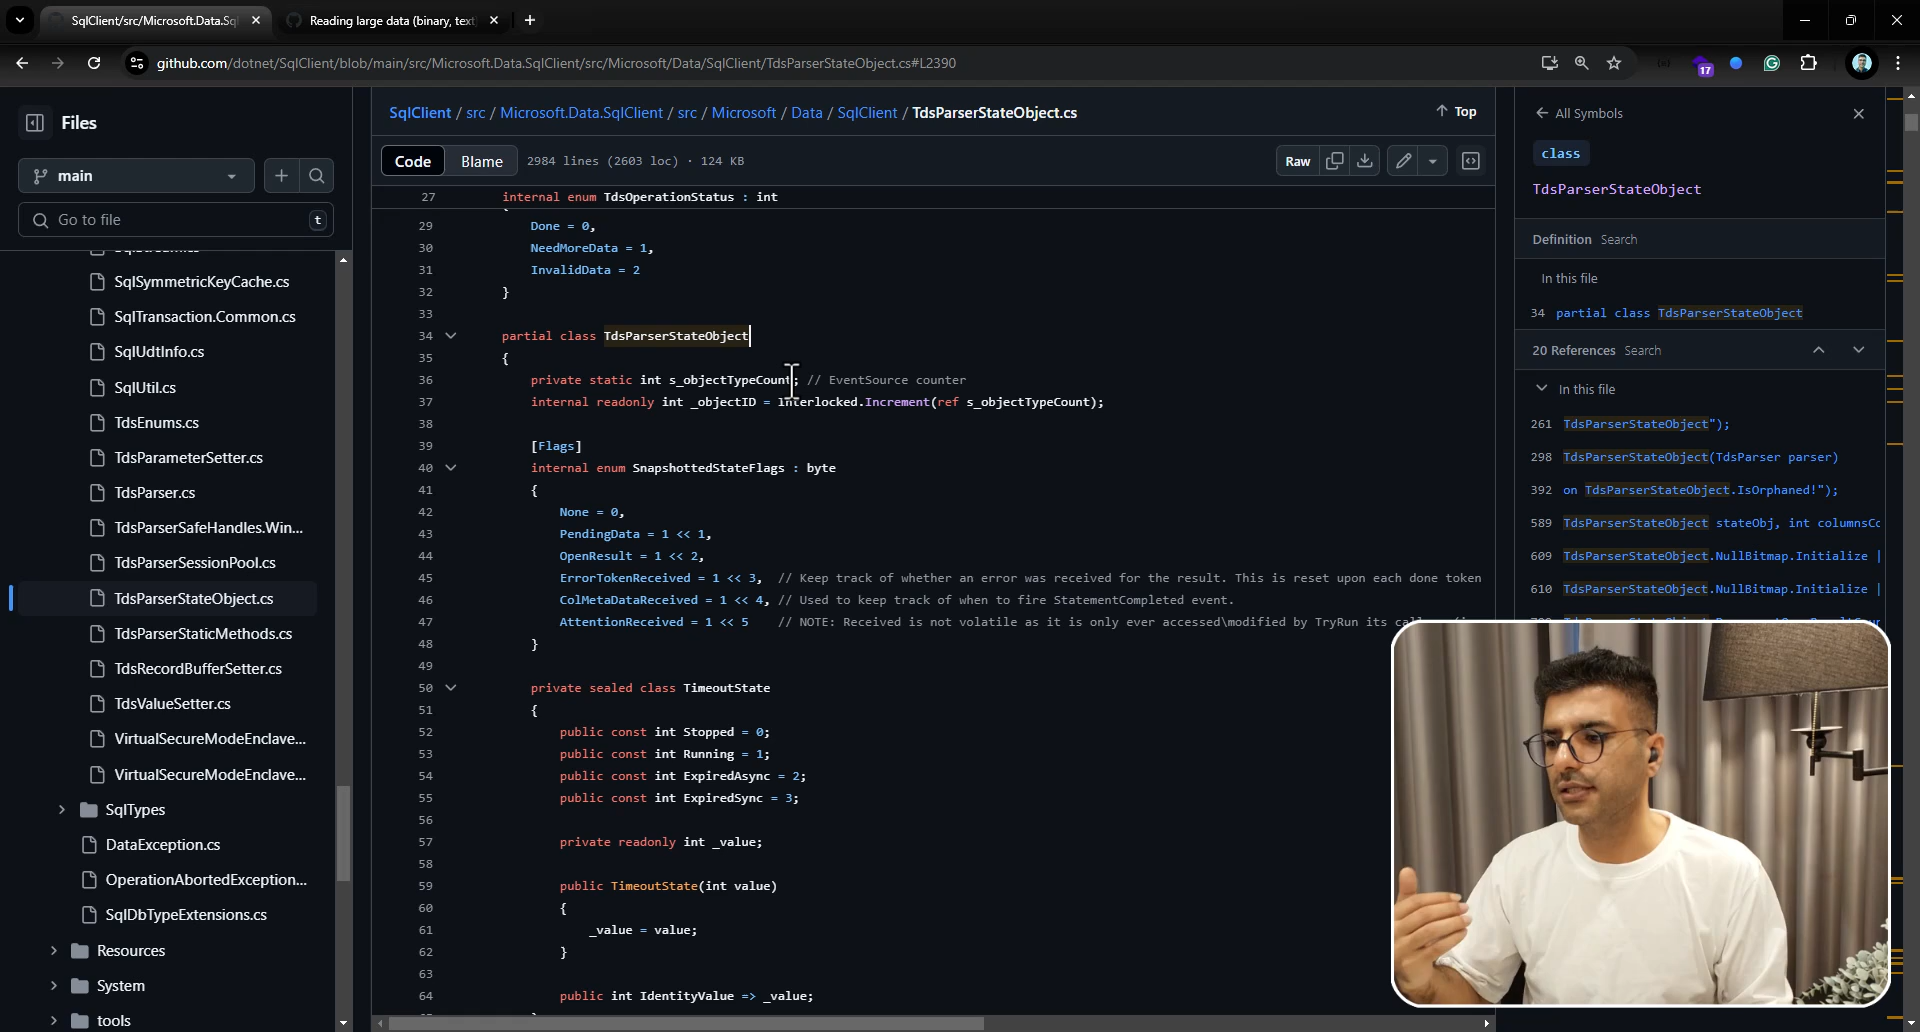 SqlClient/src/Microsoft.Data.Sql
Reading large data (binary, text
github.com/dotnet/SqlClient/blob/main/src/Microsoft.Data.SqlClient/src/Microsoft/Data/SqlClient/TdsParserStateObject.cs#L2390
17
Files
main
Go to file
t
SqlSymmetricKeyCache.cs
SqlTransaction.Common.cs
SqlUdtInfo.cs
SqlUtil.cs
TdsEnums.cs
TdsParameterSetter.cs
TdsParser.cs
TdsParserSafeHandles.Win...
TdsParserSessionPool.cs
TdsParserStateObject.cs
TdsParserStaticMethods.cs
TdsRecordBufferSetter.cs
TdsValueSetter.cs
VirtualSecureModeEnclave...
VirtualSecureModeEnclave...
SqlTypes
DataException.cs
OperationAbortedException...
SqlDbTypeExtensions.cs
Resources
System
tools
SqlClient / src / Microsoft.Data.SqlClient / src / Microsoft / Data / SqlClient / TdsParserStateObject.cs
Top
Code
Blame
2984 lines (2603 loc) · 124 KB
Raw
27 internal enum TdsOperationStatus : int
29 Done = 0,
30 NeedMoreData = 1,
31 InvalidData = 2
32 }
33
34 partial class TdsParserStateObject
35 {
36 private static int s_objectTypeCount; // EventSource counter
37 internal readonly int _objectID = Interlocked.Increment(ref s_objectTypeCount);
38
39 [Flags]
40 internal enum SnapshottedStateFlags : byte
41 {
42 None = 0,
43 PendingData = 1 << 1,
44 OpenResult = 1 << 2,
45 ErrorTokenReceived = 1 << 3, // Keep track of whether an error was received for the result. This is reset upon each done token
46 ColMetaDataReceived = 1 << 4, // Used to keep track of when to fire StatementCompleted event.
47 AttentionReceived = 1 << 5 // NOTE: Received is not volatile as it is only ever accessed\modified by TryRun its
48 }
49
50 private sealed class TimeoutState
51 {
52 public const int Stopped = 0;
53 public const int Running = 1;
54 public const int ExpiredAsync = 2;
55 public const int ExpiredSync = 3;
56
57 private readonly int _value;
58
59 public TimeoutState(int value)
60 {
61 _value = value;
62 }
63
64 public int IdentityValue => _value;
All Symbols
class
TdsParserStateObject
Definition Search
In this file
34 partial class TdsParserStateObject
20 References Search
In this file
261 TdsParserStateObject");
298 TdsParserStateObject(TdsParser parser)
392 on TdsParserStateObject.IsOrphaned!");
589 TdsParserStateObject stateObj, int columnsCo
609 TdsParserStateObject.NullBitmap.Initialize |
610 TdsParserStateObject.NullBitmap.Initialize |